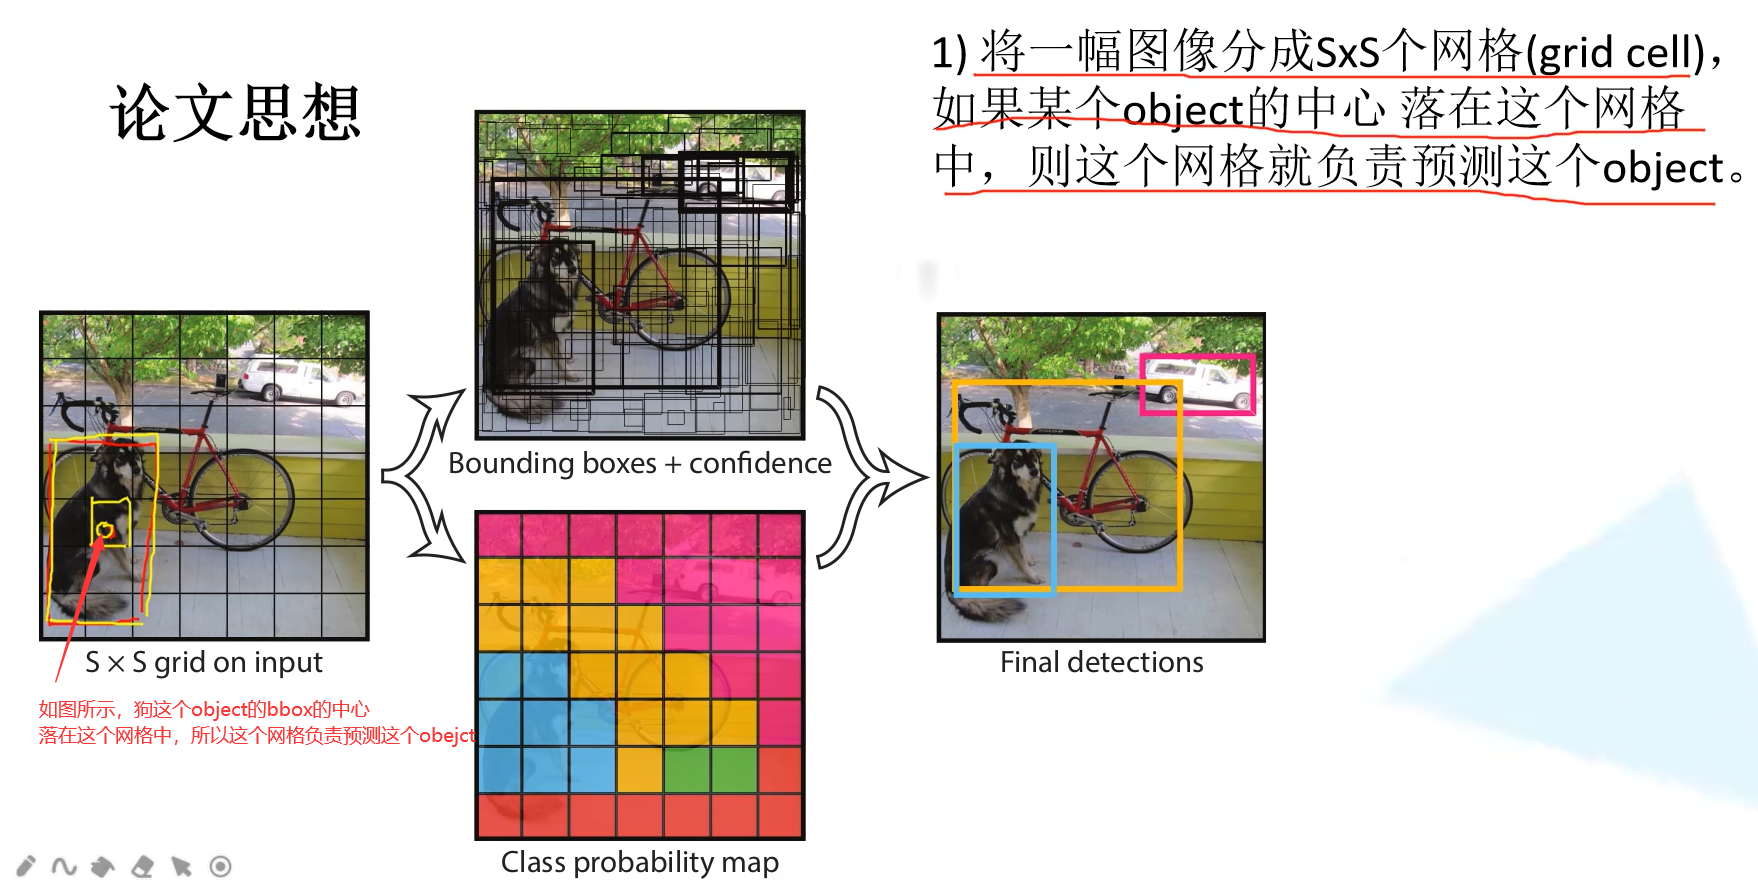 论文思想
1) 将一幅图像分成SxS个网格(grid cell),
如果某个object的中心 落在这个网格
中，则这个网格就负责预测这个object。
Bounding boxes + confidence
S × S grid on input
Final detections
如图所示，狗这个object的bbox的中心
落在这个网格中，所以这个网格负责预测这个obejct
Class probability map